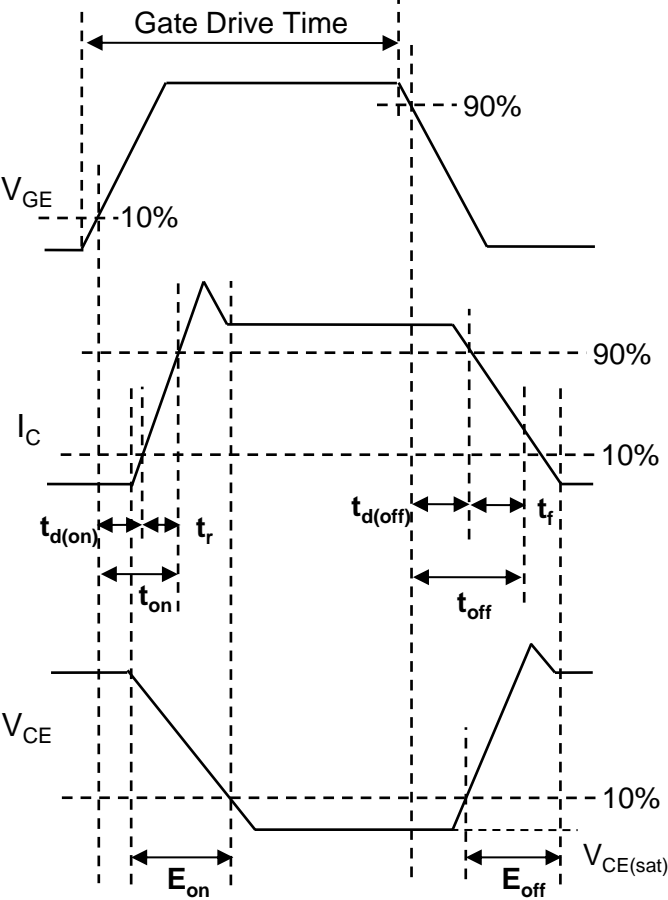 Gate Drive Time
90%
V_GE
10%
90%
I_C
10%
t_d(on)
t_r
t_d(off)
t_f
t_on
t_off
V_CE
10%
V_CE(sat)
E_on
E_off